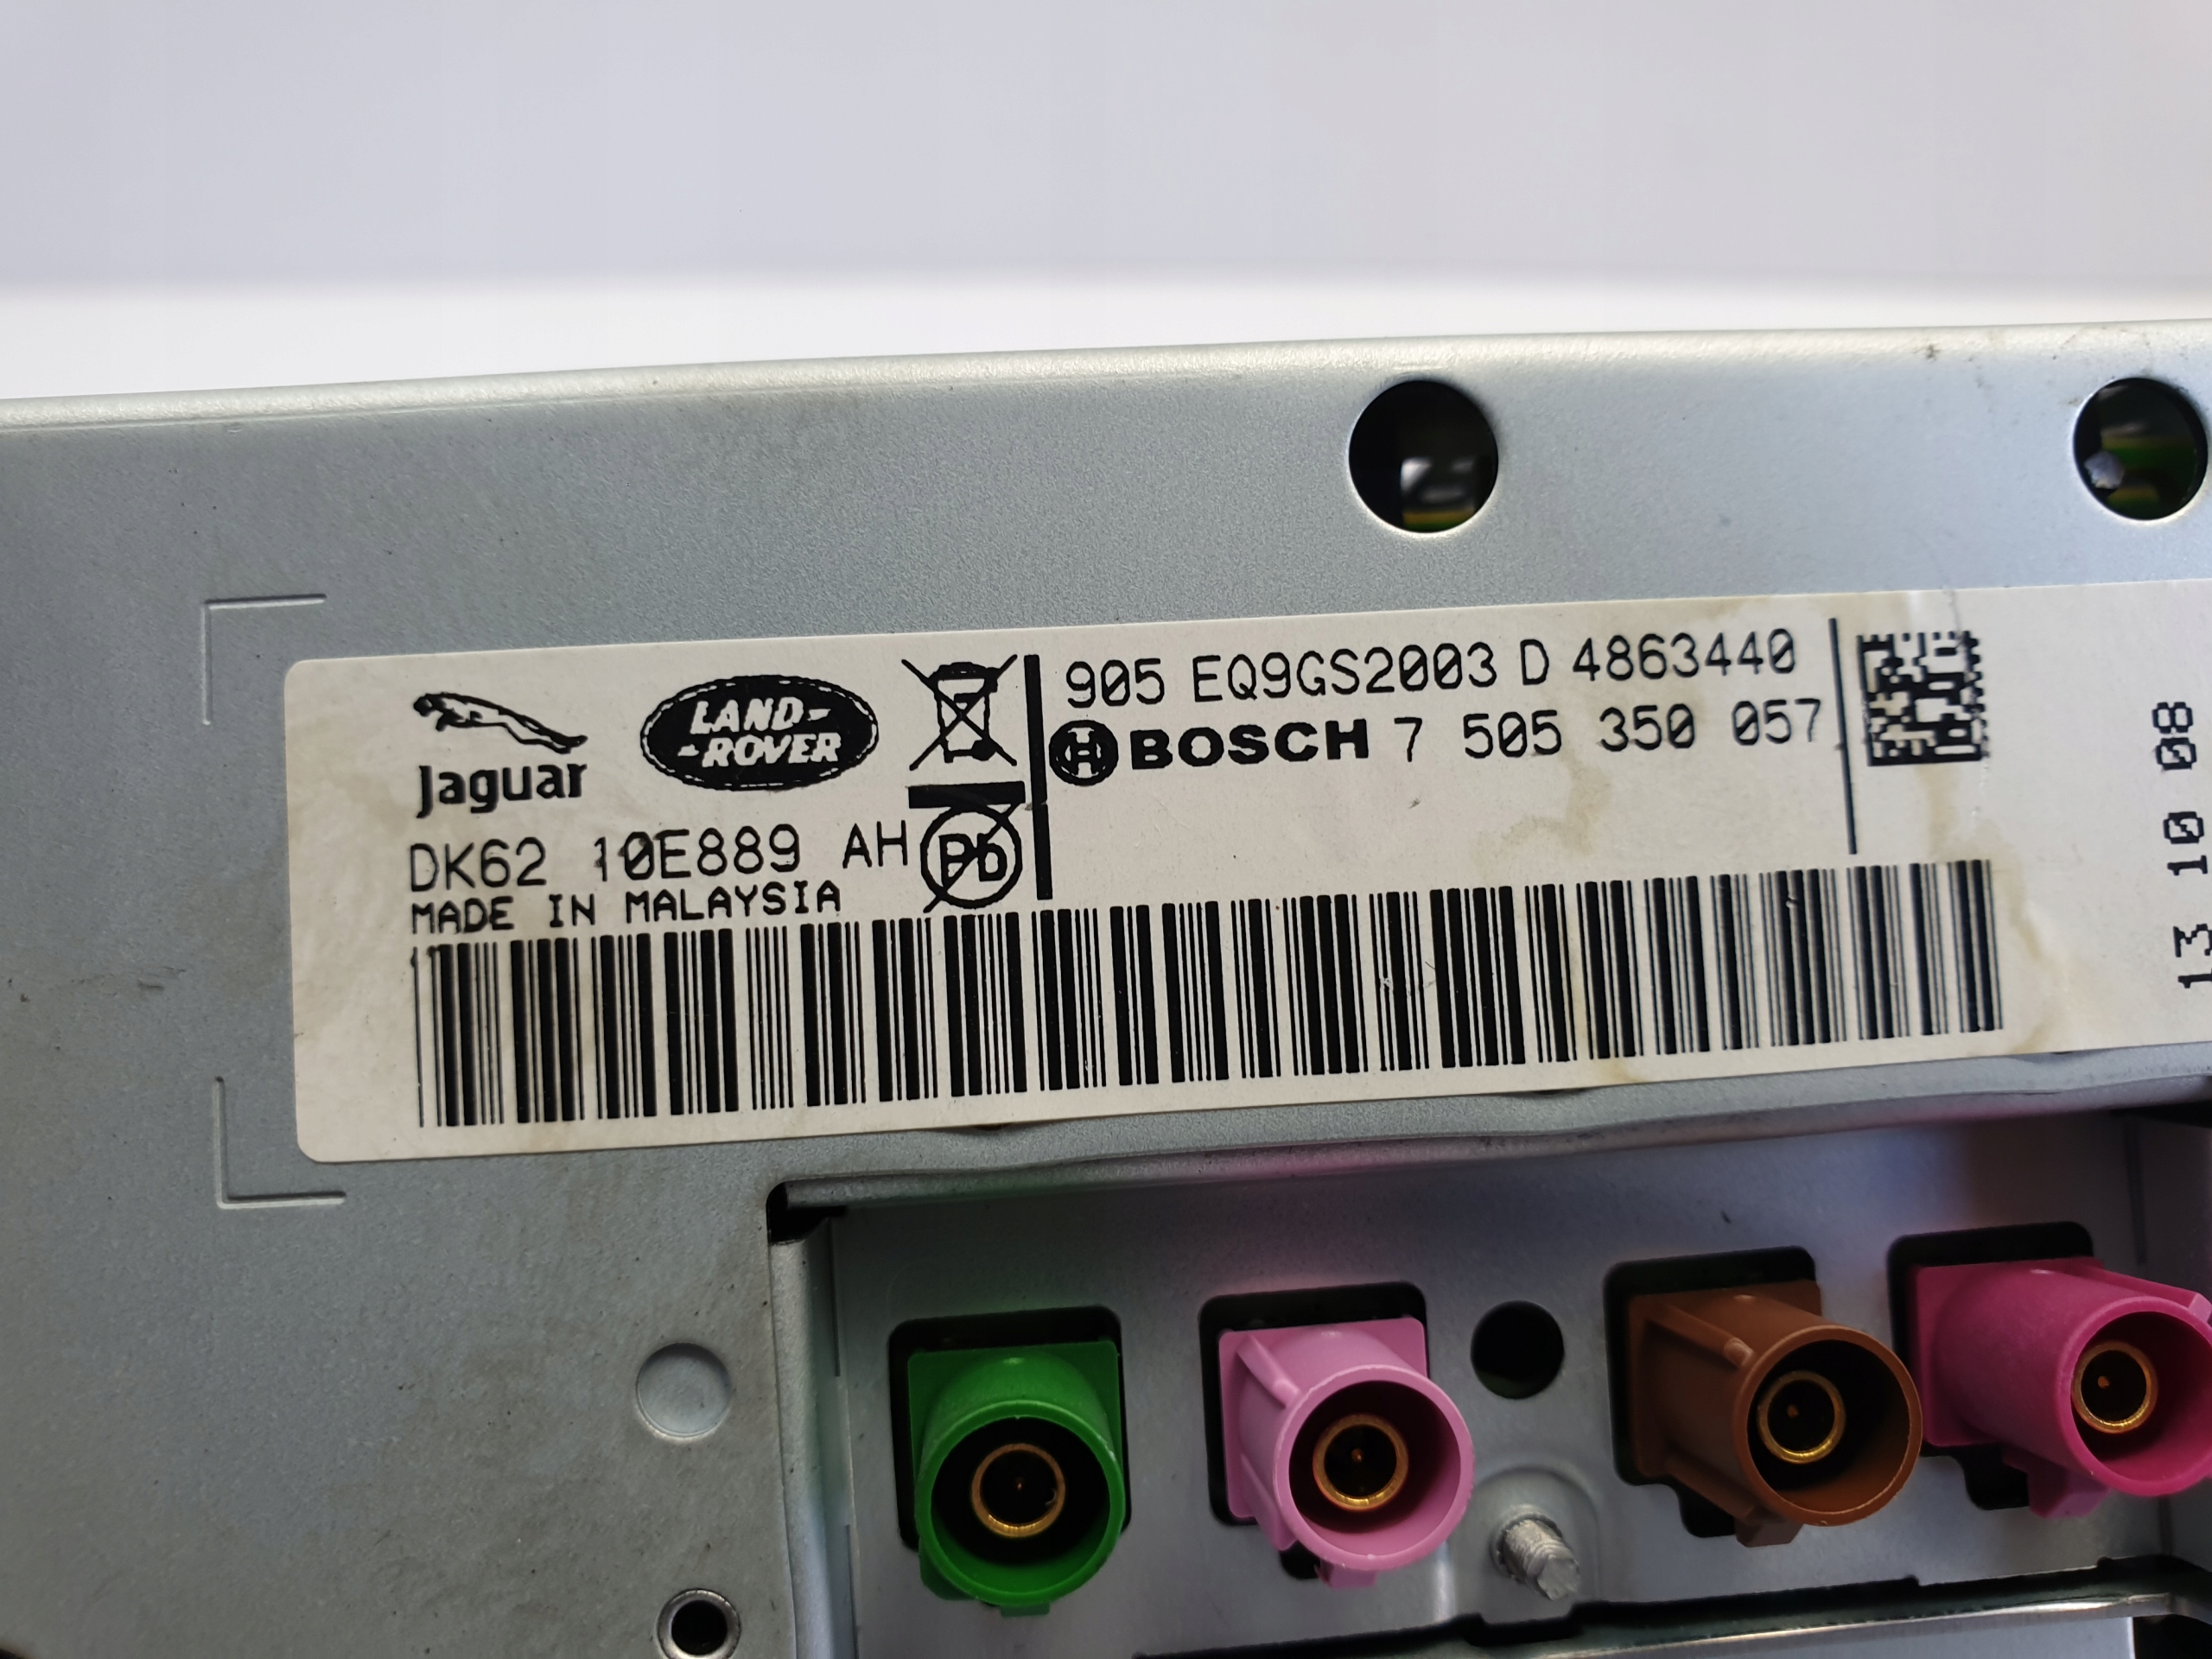 Jaguar
LAND-
-ROVER
DK62 10E889 AH
MADE IN MALAYSIA
Pb
905 EQ9GS2003 D 4863440
BOSCH 7 505 350 057
13 10 08